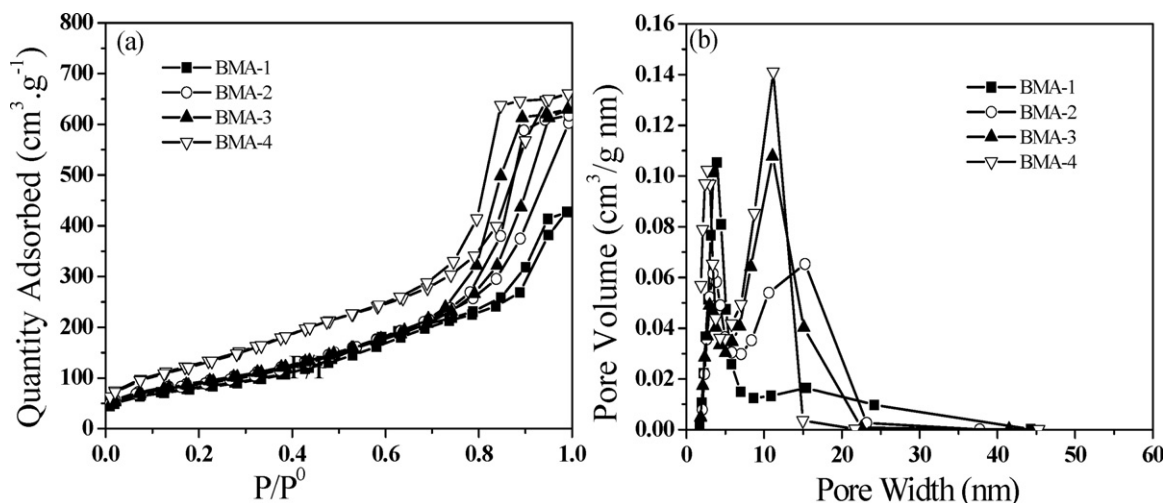 (a)
BMA-1
BMA-2
BMA-3
BMA-4
Quantity Adsorbed (cm³.g⁻¹)
800
700
600
500
400
300
200
100
0
0.0 0.2 0.4 0.6 0.8 1.0
P/P⁰
(b)
BMA-1
BMA-2
BMA-3
BMA-4
Pore Volume (cm³/g nm)
0.16
0.14
0.12
0.10
0.08
0.06
0.04
0.02
0.00
0 10 20 30 40 50 60
Pore Width (nm)